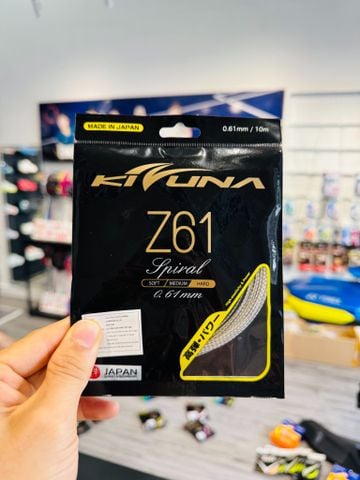 MADE IN JAPAN
0.61mm / 10m
KIZUNA
Z61
Spiral
SOFT MEDIUM HARD
0.61mm
高強・パワー
JAPAN